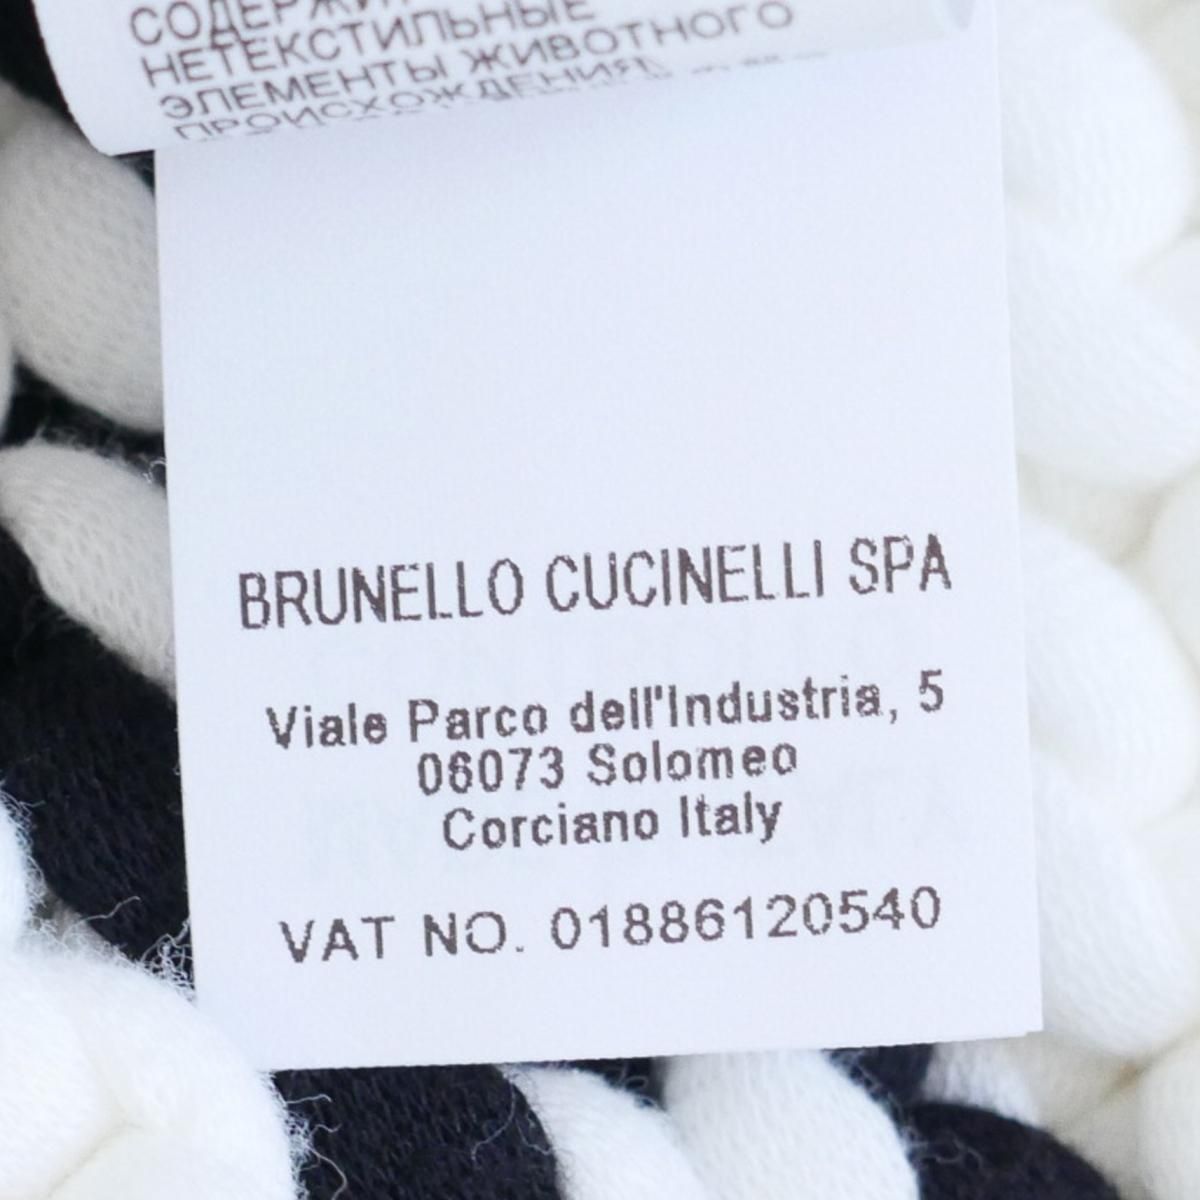 СОДЕРЖИТ
НЕТЕКСТИЛЬНЫЕ
ЭЛЕМЕНТЫ ЖИВОТНОГО
ПРОИСХОЖДЕНИЯ
BRUNELLO CUCINELLI SPA
Viale Parco dell'Industria, 5
06073 Solomeo
Corciano Italy
VAT NO. 01886120540